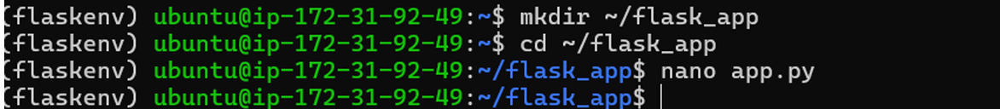 (flaskenv) ubuntu@ip-172-31-92-49:~$ mkdir ~/flask_app
(flaskenv) ubuntu@ip-172-31-92-49:~$ cd ~/flask_app
(flaskenv) ubuntu@ip-172-31-92-49:~/flask_app$ nano app.py
(flaskenv) ubuntu@ip-172-31-92-49:~/flask_app$